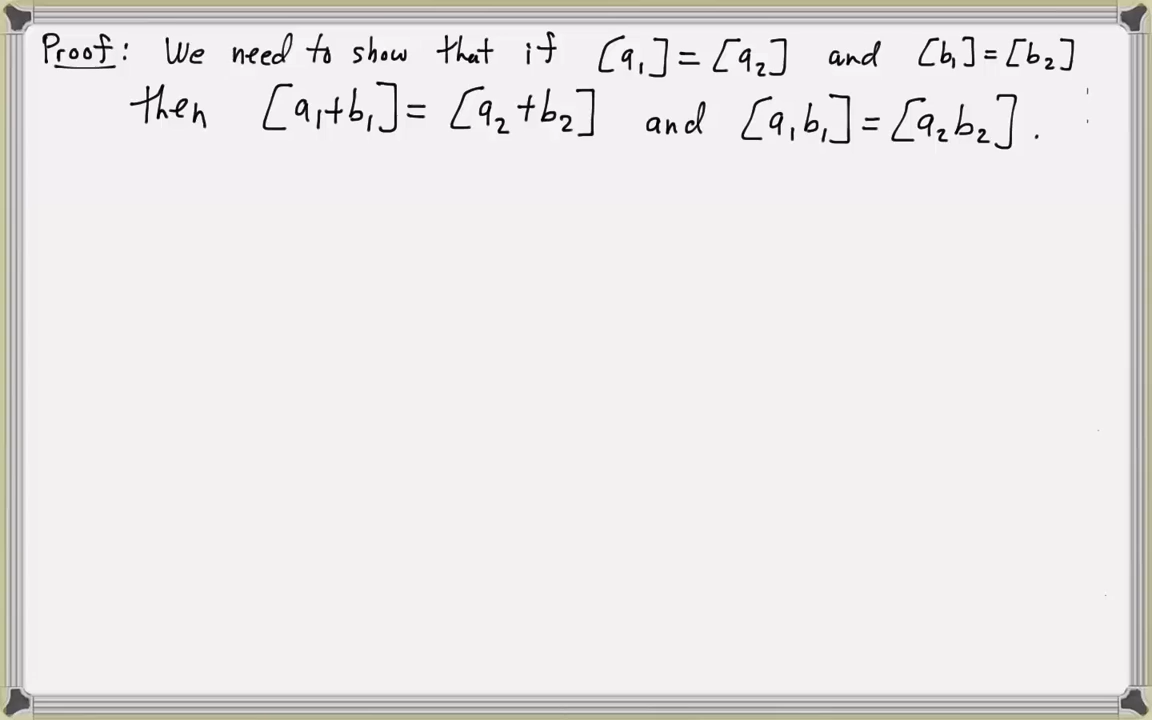 Proof: We need to show that if [a₁]=[a₂] and [b₁]=[b₂]
then [a₁+b₁]=[a₂+b₂] and [a₁b₁]=[a₂b₂].